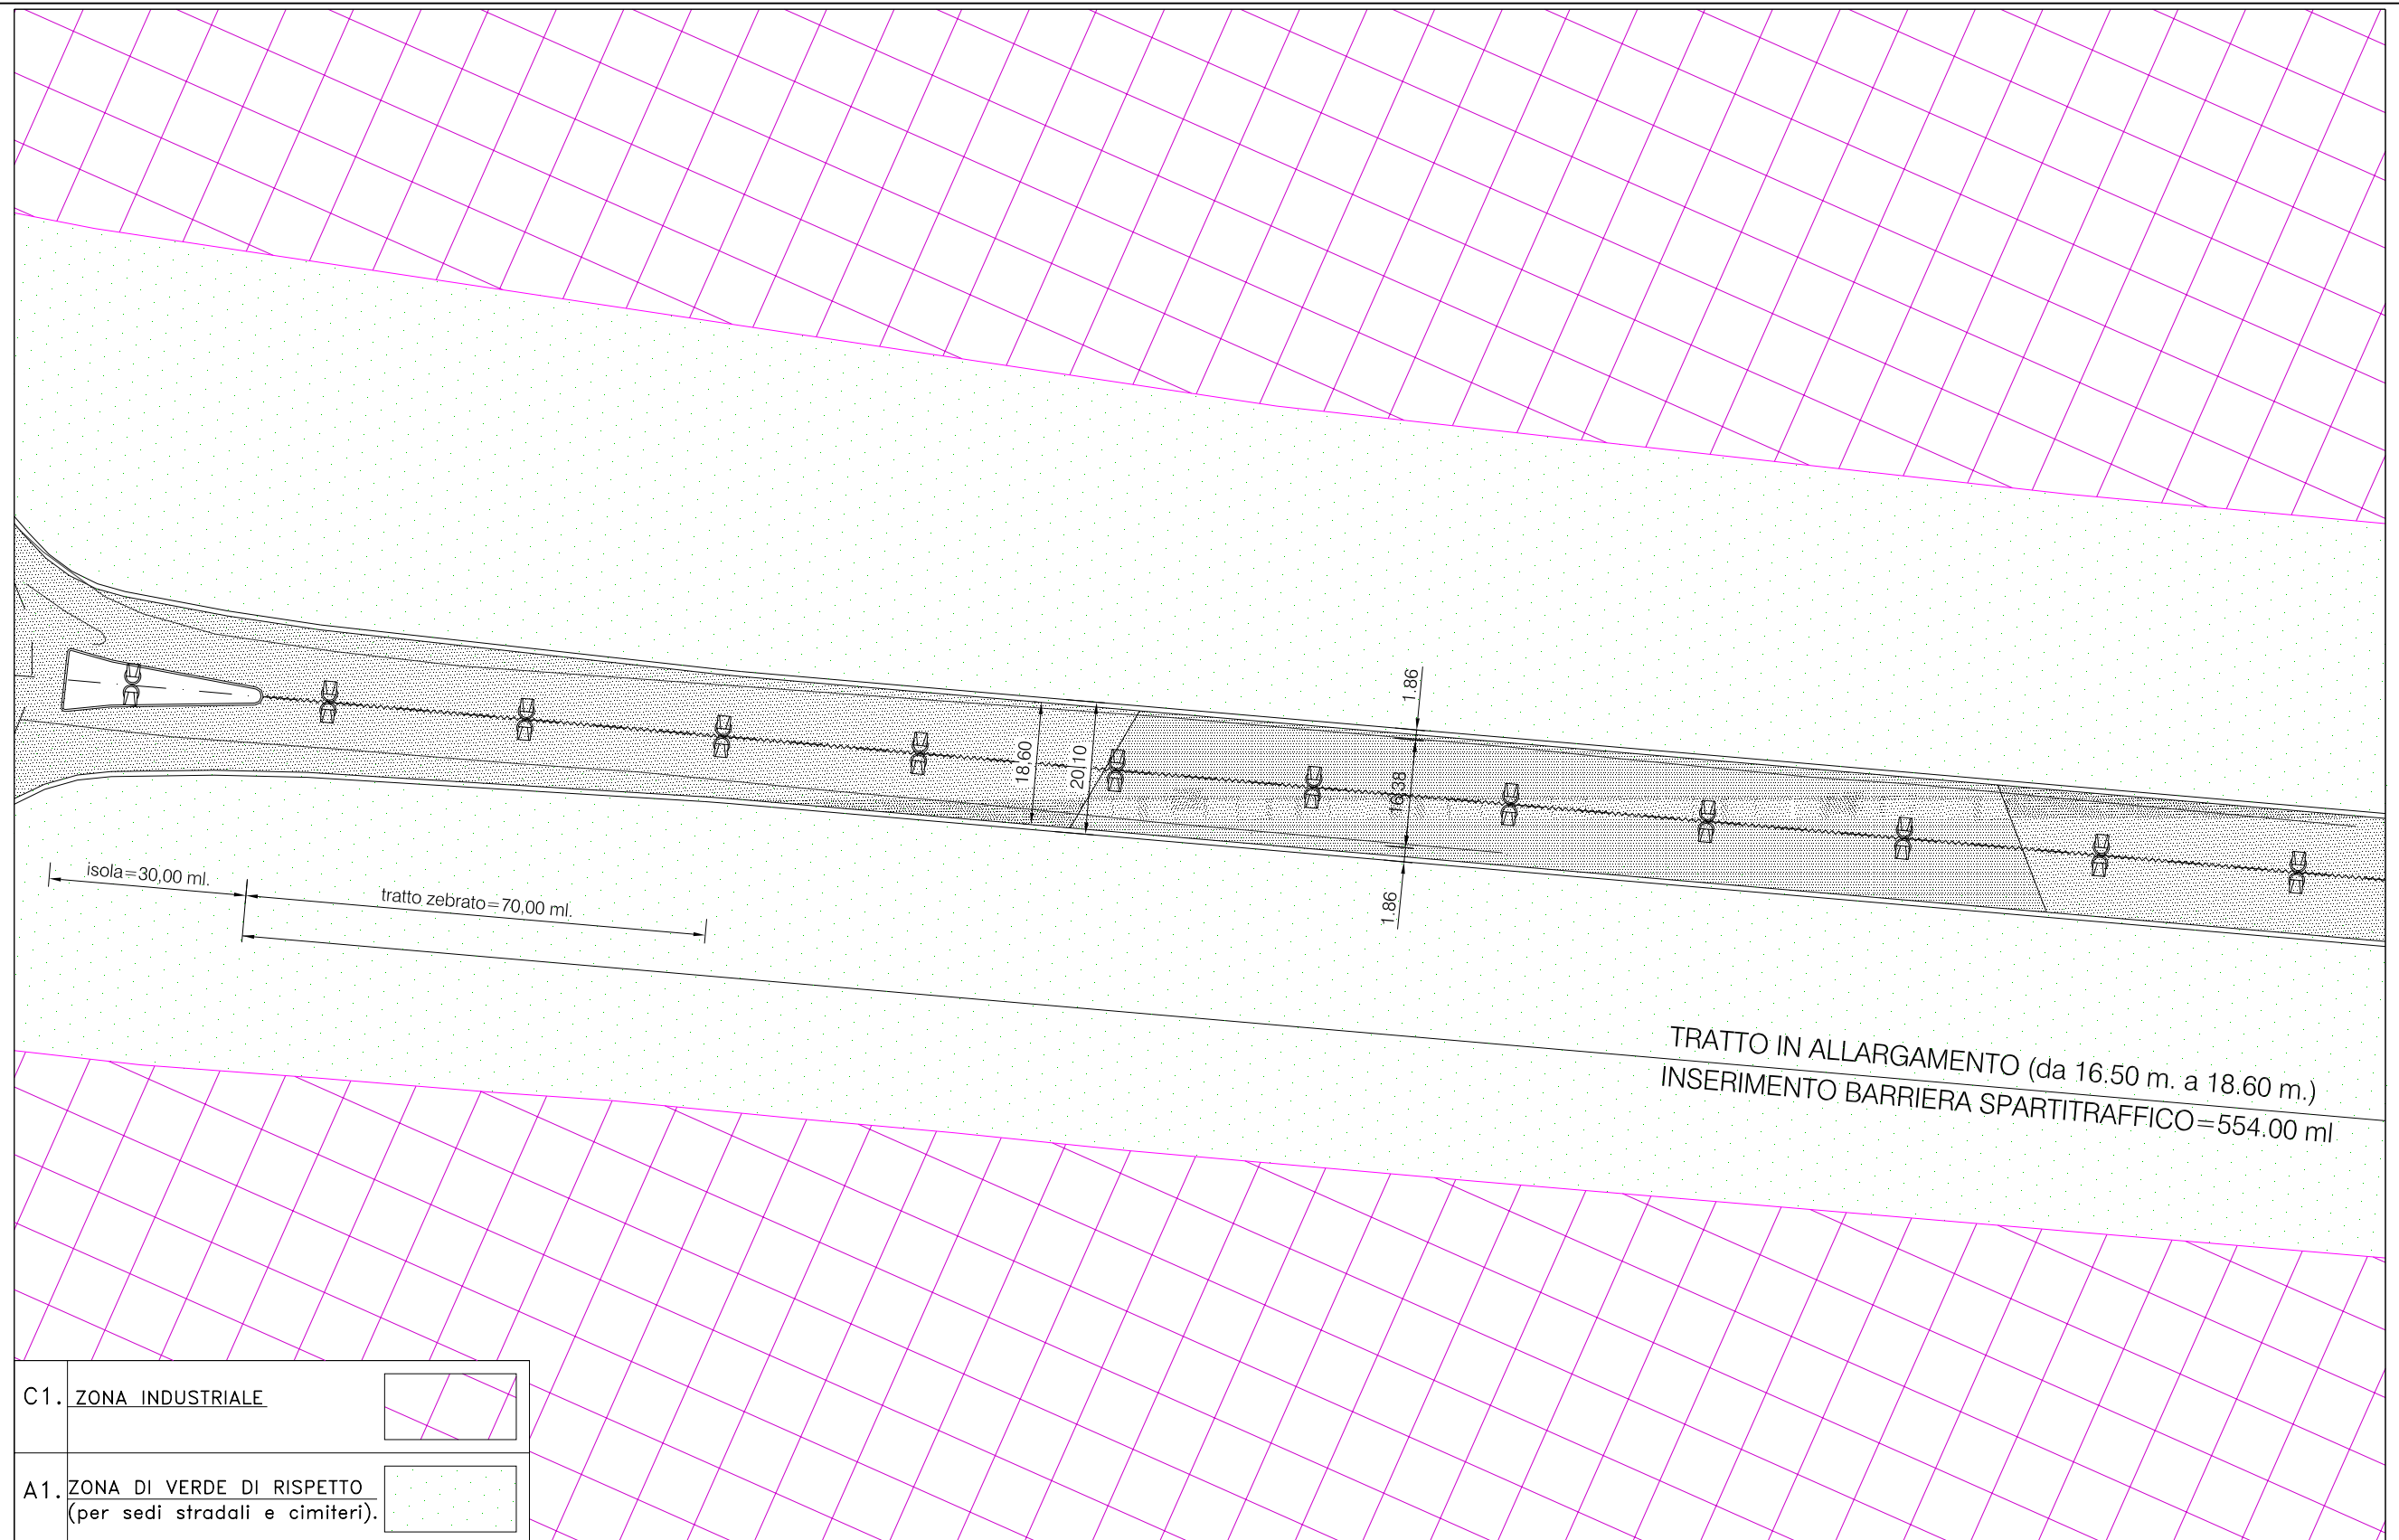 1.86
18.60
20.10
16.38
1.86
isola=30,00 ml.
tratto zebrato=70,00 ml.
TRATTO IN ALLARGAMENTO (da 16.50 m. a 18.60 m.)
INSERIMENTO BARRIERA SPARTITRAFFICO=554.00 ml
C1. ZONA INDUSTRIALE
A1. ZONA DI VERDE DI RISPETTO
(per sedi stradali e cimiteri).